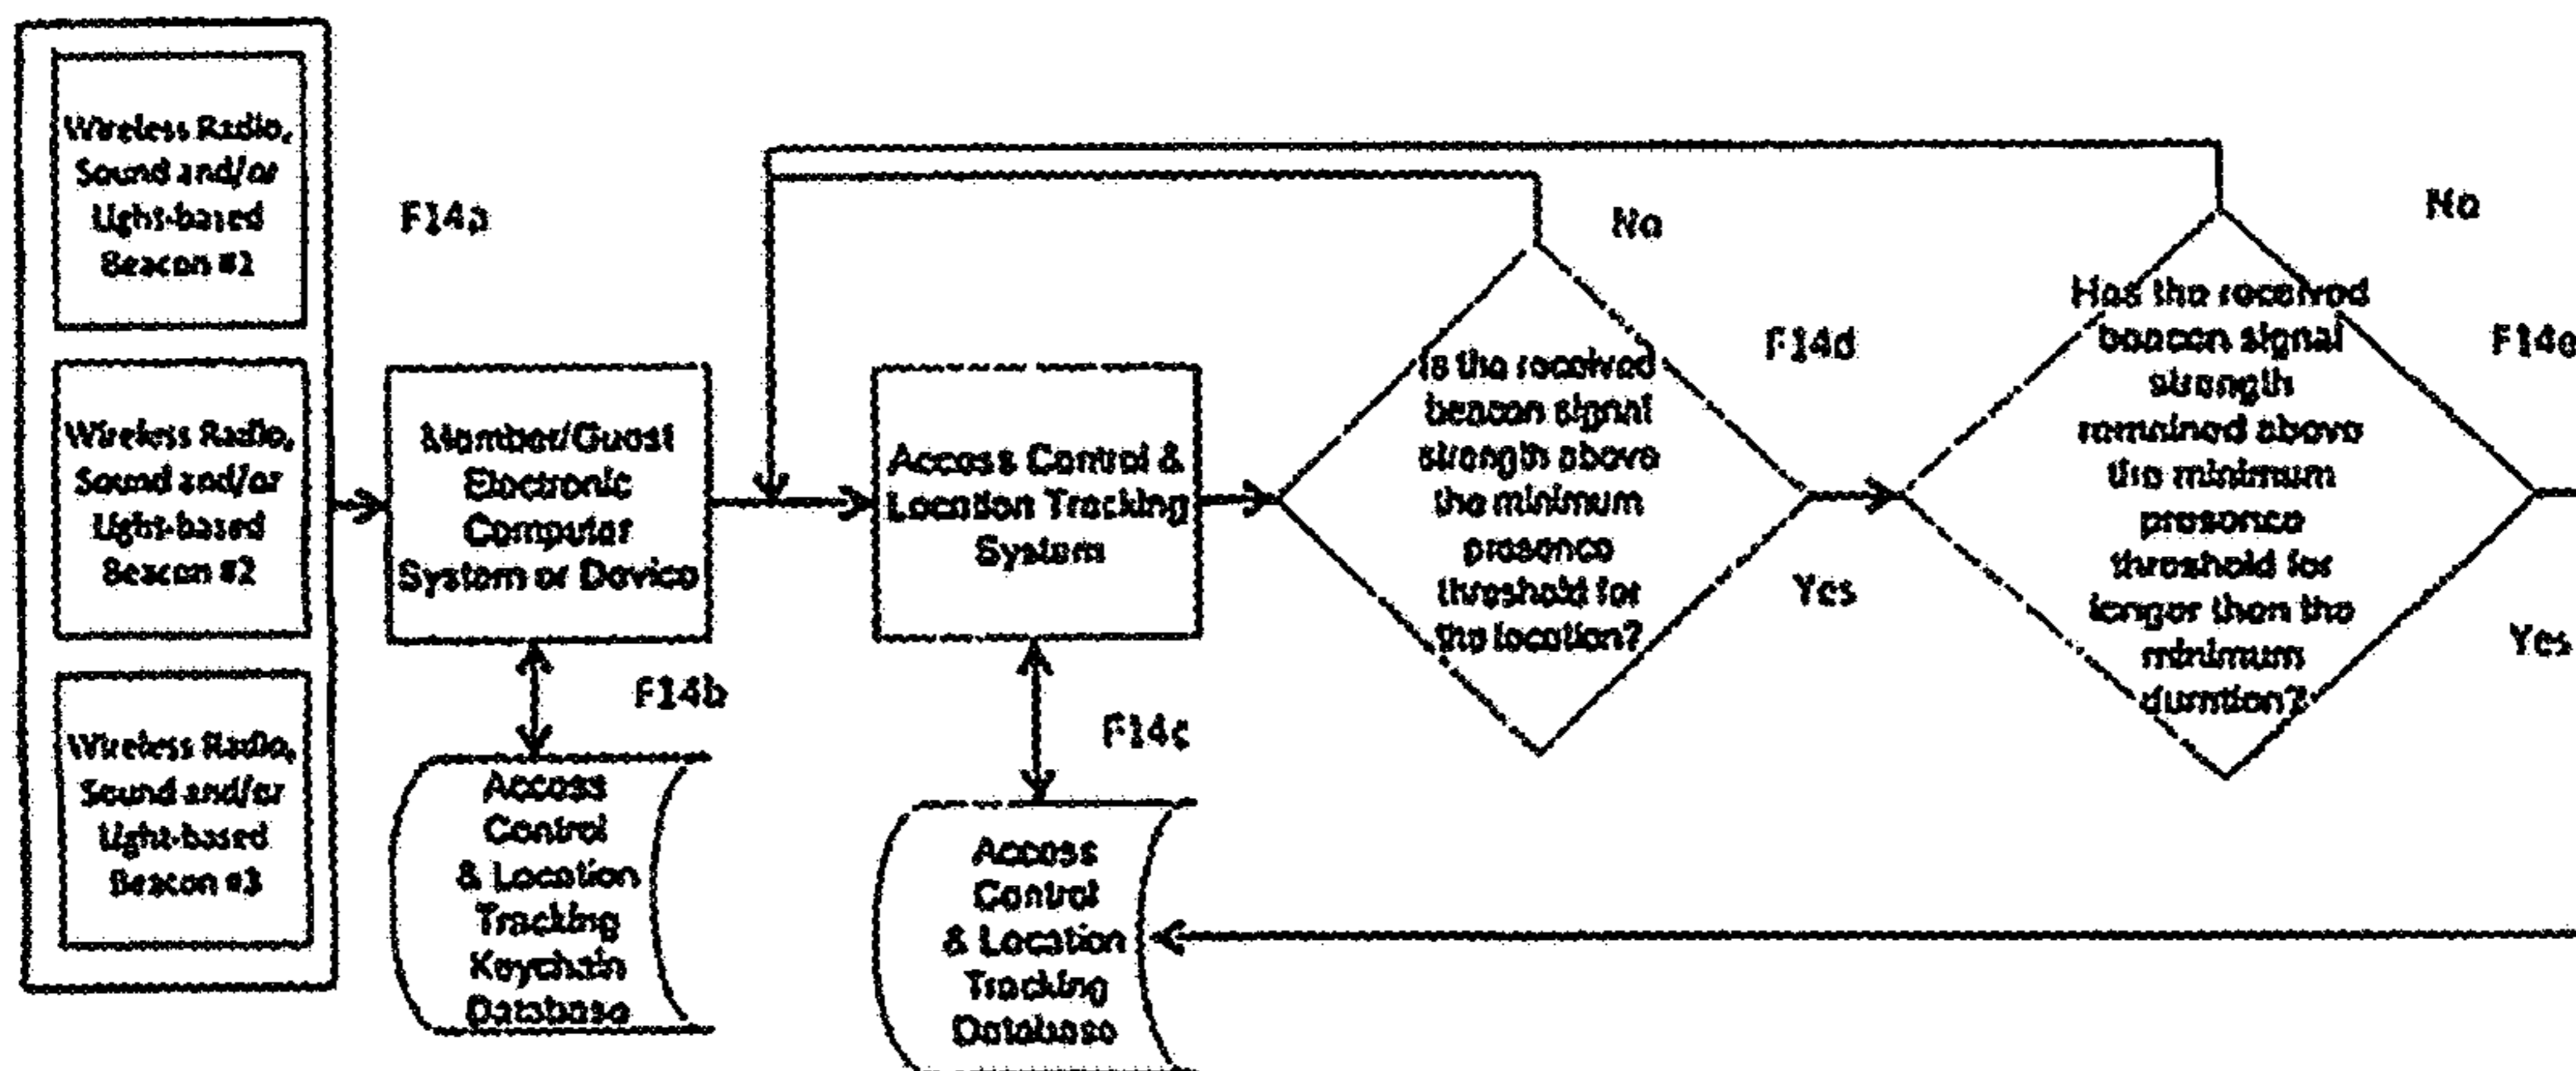 Wireless Radio,
Sound and/or
Light-based
Beacon #1
Wireless Radio,
Sound and/or
Light-based
Beacon #2
Wireless Radio,
Sound and/or
Light-based
Beacon #3
F14a
Member/Guest
Electronic
Computer
System or Device
F14b
Access
Control
& Location
Tracking
Keychain
Database
Access Control &
Location Tracking
System
F14c
Access
Control
& Location
Tracking
Database
No
Is the received
beacon signal
strength above
the minimum
presence
threshold for
the location?
F14d
Yes
No
Has the received
beacon signal
strength
remained above
the minimum
presence
threshold for
longer than the
minimum
duration?
F14e
Yes